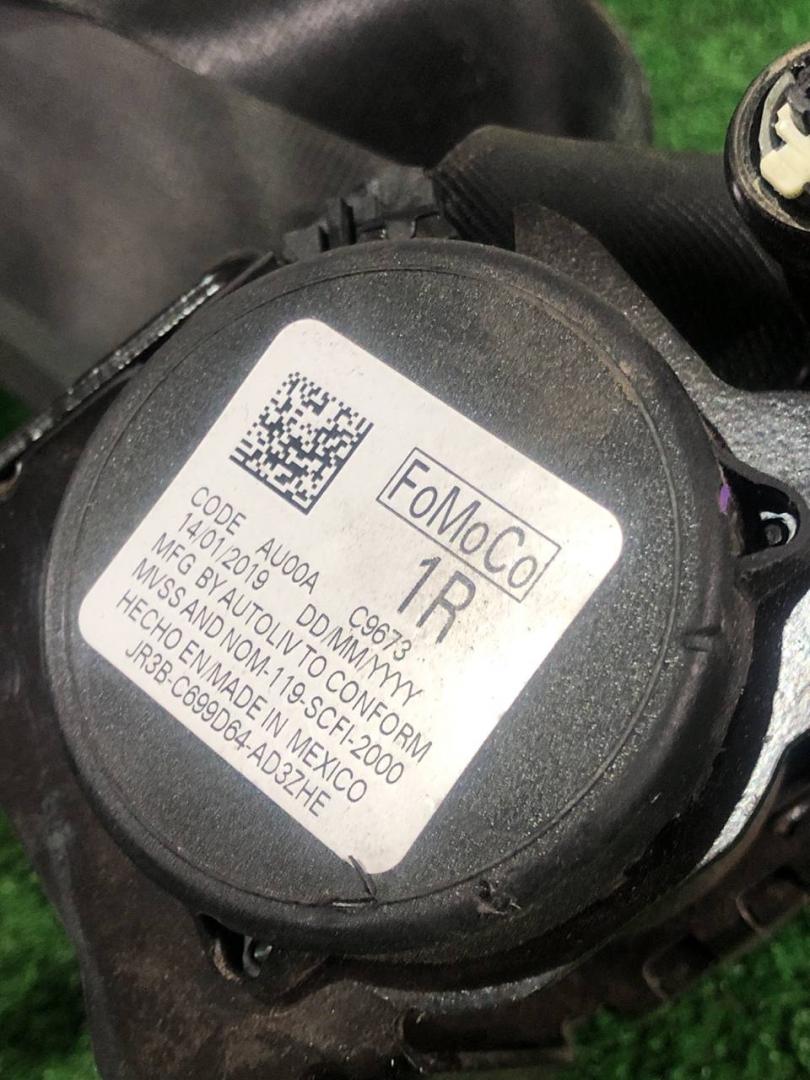 FoMoCo
1R
CODE AU00A C9673
14/01/2019 DD/MM/YYYY
MFG BY AUTOLIV TO CONFORM
MVSS AND NOM-119-SCFI-2000
HECHO EN/MADE IN MEXICO
JR3B-C699D64-AD3ZHE